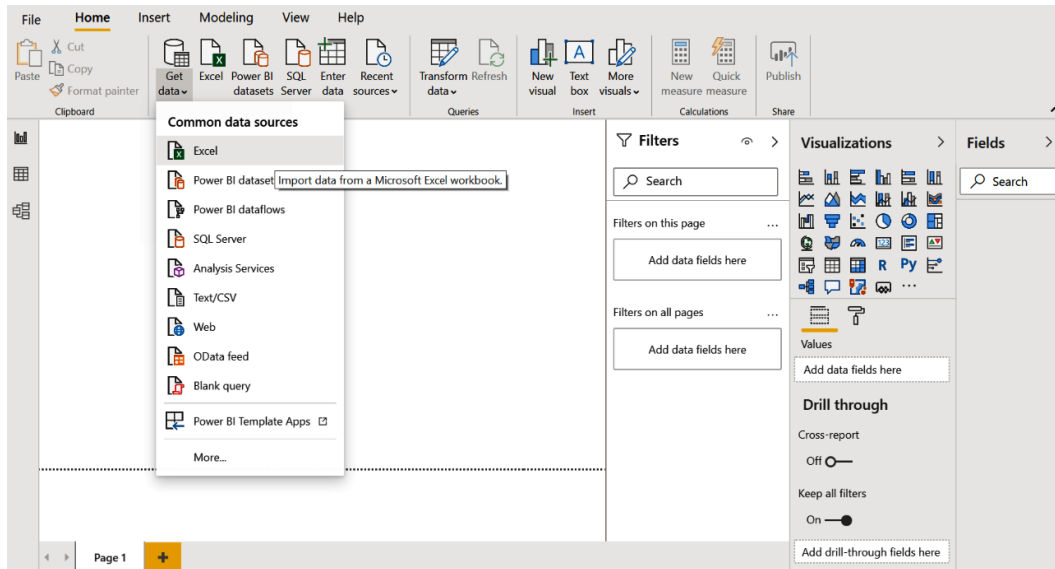 File Home Insert Modeling View Help
Paste
Cut
Copy
Format painter
Clipboard
Get data
Excel
Power BI datasets
SQL Server
Enter data
Recent sources
Transform data
Refresh
Queries
New visual
Text box
More visuals
Insert
New measure
Quick measure
Calculations
Publish
Share
Common data sources
Excel
Power BI dataset
Import data from a Microsoft Excel workbook.
Power BI dataflows
SQL Server
Analysis Services
Text/CSV
Web
OData feed
Blank query
Power BI Template Apps
More...
Page 1
Filters
Search
Filters on this page
...
Add data fields here
Filters on all pages
...
Add data fields here
Visualizations
123
R Py
...
Values
Add data fields here
Drill through
Cross-report
Off
Keep all filters
On
Add drill-through fields here
Fields
Search